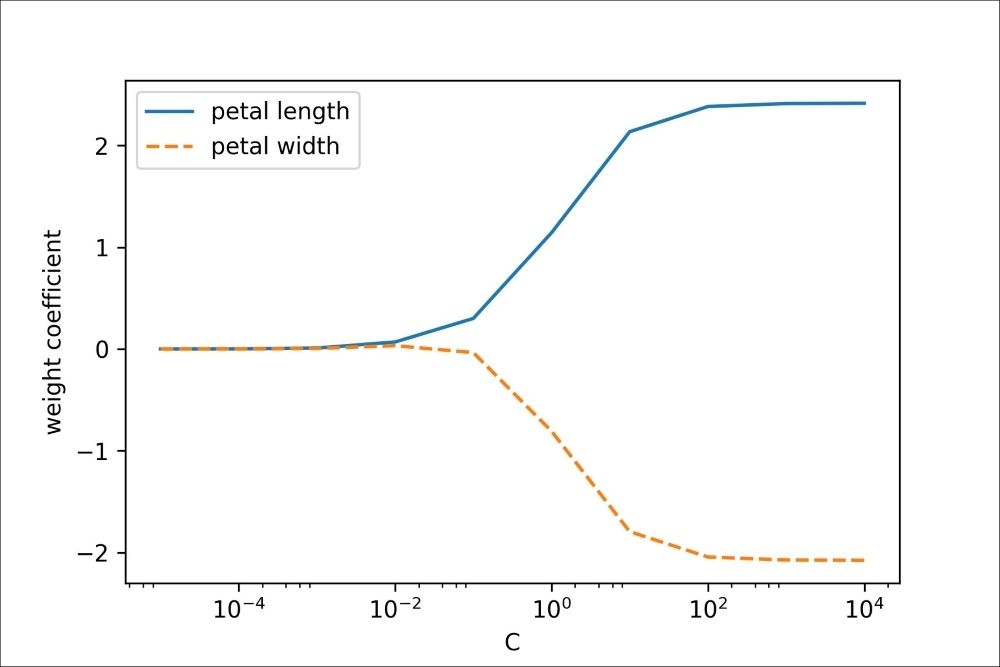 petal length
petal width
2
1
0
−1
−2
weight coefficient
10⁻⁴ 10⁻² 10⁰ 10² 10⁴
C